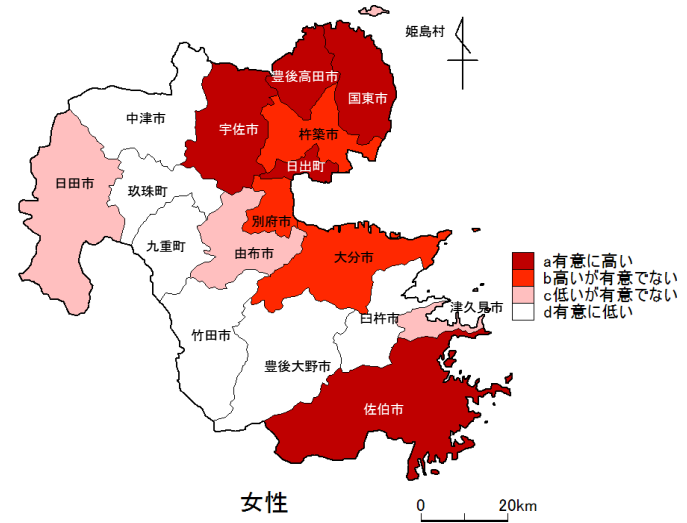 姫島村
豊後高田市
国東市
中津市
宇佐市
杵築市
日出町
日田市
玖珠町
別府市
九重町
由布市
大分市
a有意に高い
b高いが有意でない
c低いが有意でない
d有意に低い
津久見市
臼杵市
竹田市
豊後大野市
佐伯市
女性
0 20km